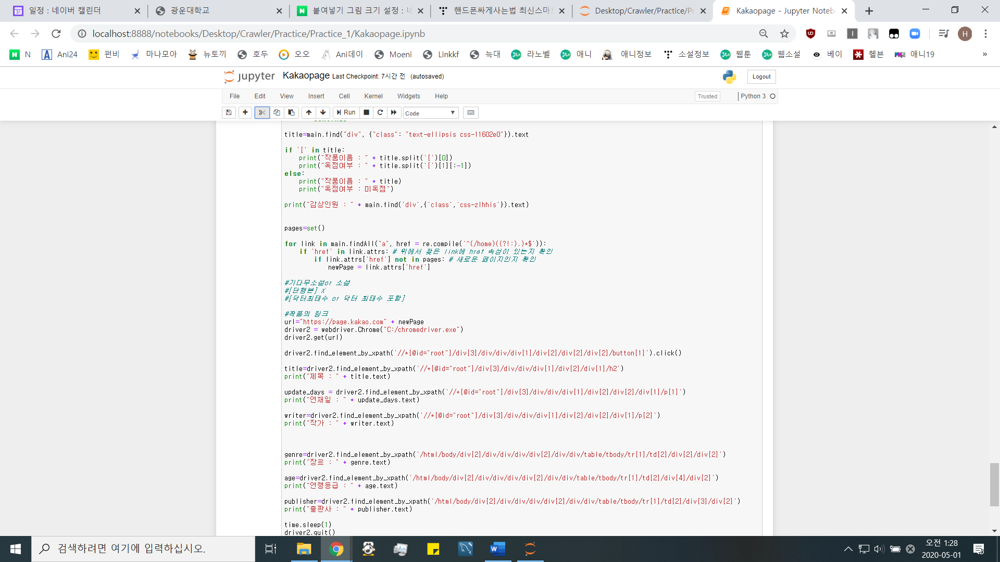 일정 : 네이버 캘린더
광운대학교
붙여넣기 그림 크기 설정 : 네
핸드폰싸게사는법 최신스마트
Desktop/Crawler/Practice/Pr
Kakaopage - Jupyter Noteb
localhost:8888/notebooks/Desktop/Crawler/Practice/Practice_1/Kakaopage.ipynb
H
N
Ani24
펀비
마나모아
뉴토끼
호두
오오
Ani데이
Moeni
Linkkf
늑대
라노벨
애니
애니정보
소설정보
웹툰
웹소설
베이
헬븐
애니19
»
jupyter Kakaopage Last Checkpoint: 7시간 전 (autosaved)
Logout
File Edit View Insert Cell Kernel Widgets Help
Trusted
Python 3
Run
Code
title=main.find("div", {"class": "text-ellipsis css-11602e0"}).text
if '[' in title:
print("작품이름 : " + title.split('[')[0])
print("독점여부 : " + title.split('[')[1][:-1])
else:
print("작품이름 : " + title)
print("독점여부 : 미독점")
print("감상인원 : " + main.find('div',{'class','css-zlhhis'}).text)
pages=set()
for link in main.findAll("a", href = re.compile('^(/home)((?!:).)*$')):
if 'href' in link.attrs: # 위에서 찾은 link에 href 속성이 있는지 확인
if link.attrs['href'] not in pages: # 새로운 페이지인지 확인
newPage = link.attrs['href']
#기다무소설or 소설
#[단행본] X
#[닥터최태수 or 닥터 최태수 포함]
#작품의 링크
url="https://page.kakao.com" + newPage
driver2 = webdriver.Chrome("C:/chromedriver.exe")
driver2.get(url)
driver2.find_element_by_xpath('//*[@id="root"]/div[3]/div/div/div[1]/div[2]/div[2]/div[2]/button[1]').click()
title=driver2.find_element_by_xpath('//*[@id="root"]/div[3]/div/div/div[1]/div[2]/div[1]/h2')
print("제목 : " + title.text)
update_days = driver2.find_element_by_xpath('//*[@id="root"]/div[3]/div/div/div[1]/div[2]/div[2]/div[1]/p[1]')
print("연재일 : " + update_days.text)
writer=driver2.find_element_by_xpath('//*[@id="root"]/div[3]/div/div/div[1]/div[2]/div[2]/div[1]/p[2]')
print("작가 : " + writer.text)
genre=driver2.find_element_by_xpath('/html/body/div[2]/div/div/div/div[2]/div/div/table/tbody/tr[1]/td[2]/div[2]/div[2]')
print("장르 : " + genre.text)
age=driver2.find_element_by_xpath('/html/body/div[2]/div/div/div/div[2]/div/div/table/tbody/tr[1]/td[2]/div[4]/div[2]')
print("연령등급 : " + age.text)
publisher=driver2.find_element_by_xpath('/html/body/div[2]/div/div/div/div[2]/div/div/table/tbody/tr[1]/td[2]/div[3]/div[2]')
print("출판사 : " + publisher.text)
time.sleep(1)
driver2.quit()
검색하려면 여기에 입력하십시오.
오전 1:28
2020-05-01